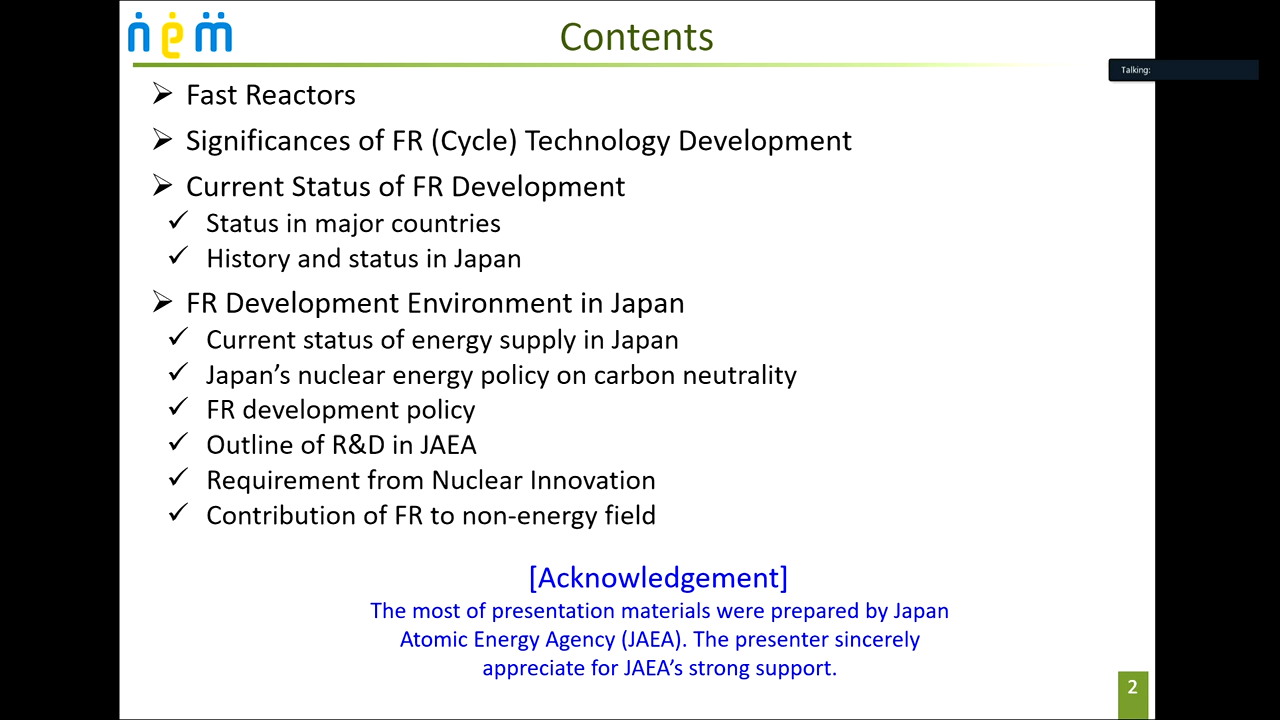 nem
Contents
Talking:
➢ Fast Reactors
➢ Significances of FR (Cycle) Technology Development
➢ Current Status of FR Development
✓ Status in major countries
✓ History and status in Japan
➢ FR Development Environment in Japan
✓ Current status of energy supply in Japan
✓ Japan’s nuclear energy policy on carbon neutrality
✓ FR development policy
✓ Outline of R&D in JAEA
✓ Requirement from Nuclear Innovation
✓ Contribution of FR to non-energy field
[Acknowledgement]
The most of presentation materials were prepared by Japan
Atomic Energy Agency (JAEA). The presenter sincerely
appreciate for JAEA’s strong support.
2